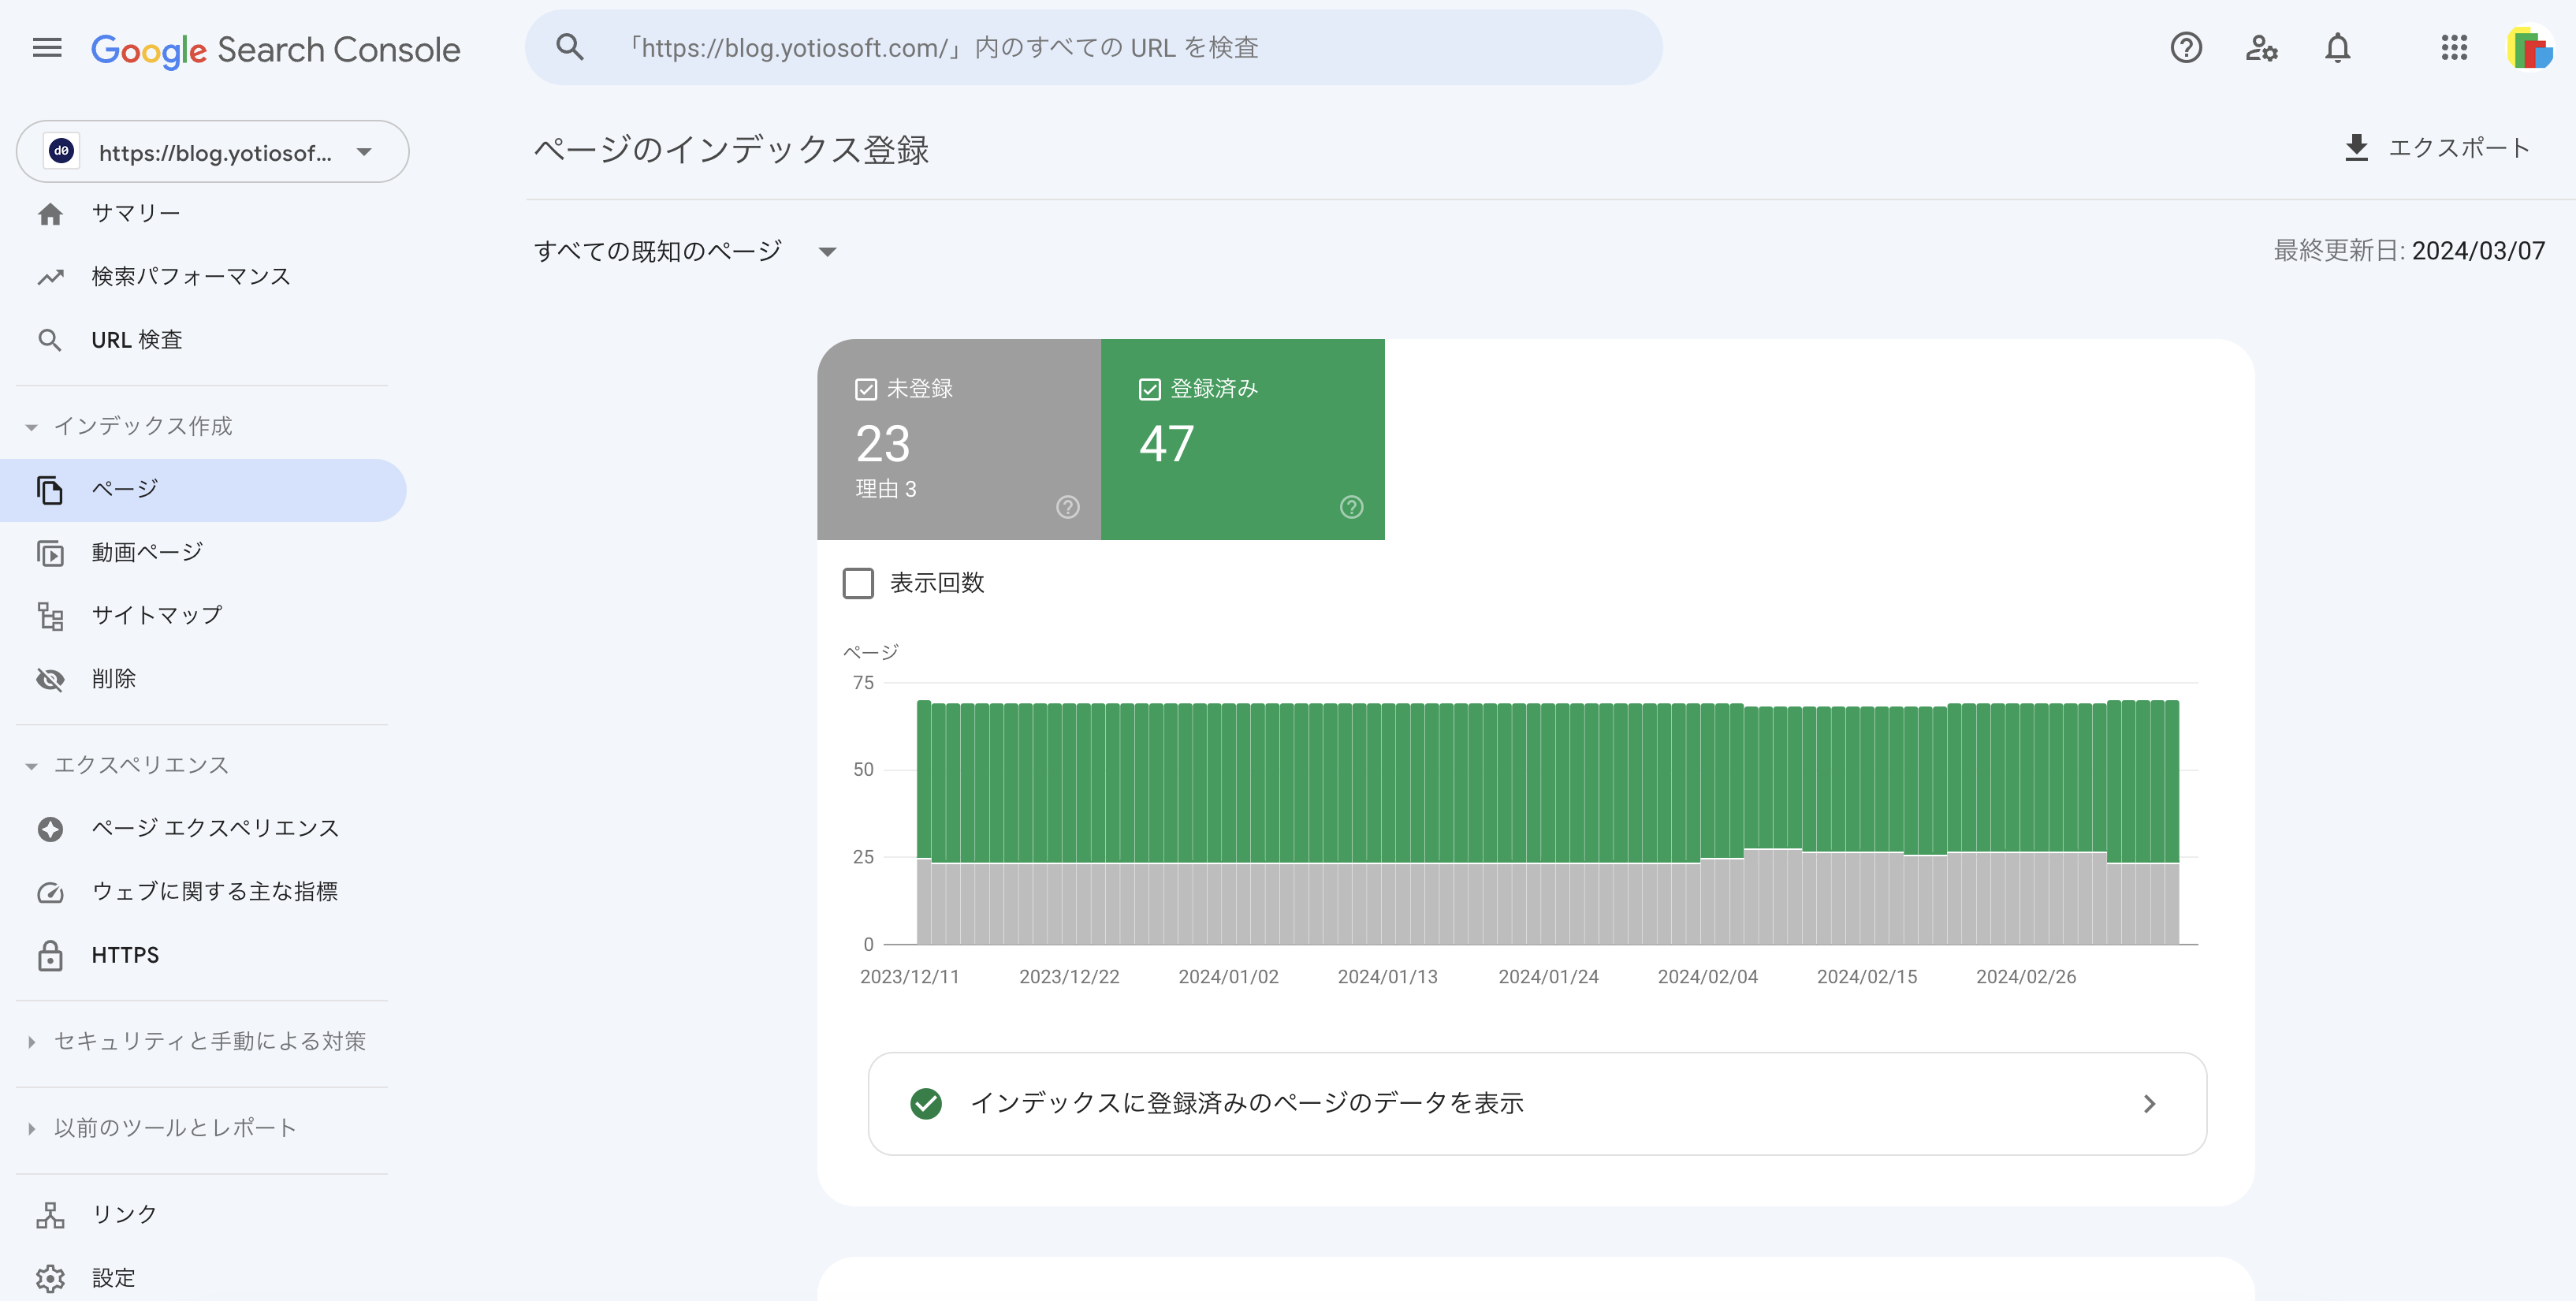 Google Search Console
「https://blog.yotiosoft.com/」内のすべての URL を検査
d0
https://blog.yotiosof...
サマリー
検索パフォーマンス
URL 検査
インデックス作成
ページ
動画ページ
サイトマップ
削除
エクスペリエンス
ページ エクスペリエンス
ウェブに関する主な指標
HTTPS
セキュリティと手動による対策
以前のツールとレポート
リンク
設定
ページのインデックス登録
エクスポート
すべての既知のページ
最終更新日: 2024/03/07
未登録
23
理由 3
登録済み
47
表示回数
ページ
75
50
25
0
2023/12/11 2023/12/22 2024/01/02 2024/01/13 2024/01/24 2024/02/04 2024/02/15 2024/02/26
インデックスに登録済みのページのデータを表示